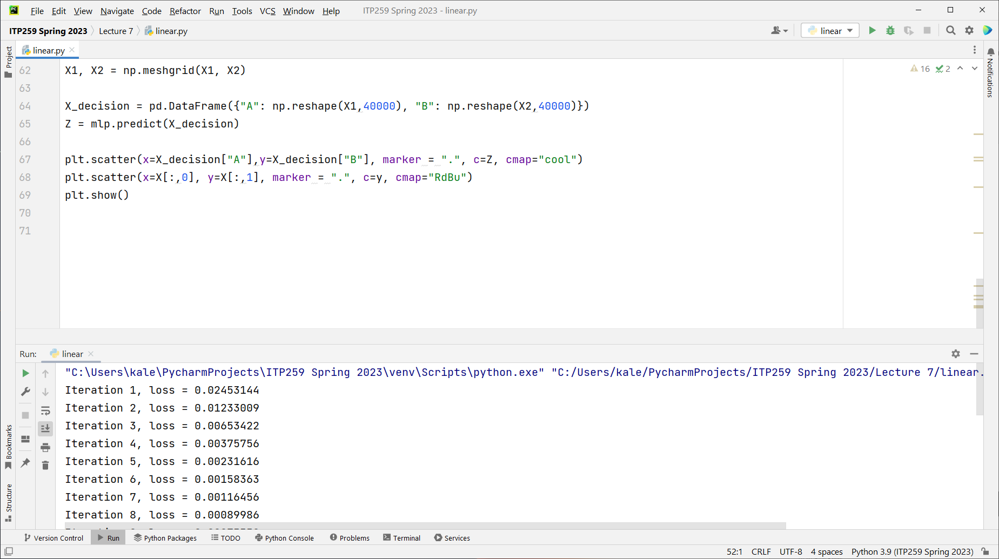 File Edit View Navigate Code Refactor Run Tools VCS Window Help ITP259 Spring 2023 - linear.py
ITP259 Spring 2023 Lecture 7 linear.py linear
Project
linear.py
Notifications
16 2
62 X1, X2 = np.meshgrid(X1, X2)
63
64 X_decision = pd.DataFrame({"A": np.reshape(X1,40000), "B": np.reshape(X2,40000)})
65 Z = mlp.predict(X_decision)
66
67 plt.scatter(x=X_decision["A"],y=X_decision["B"], marker = ".", c=Z, cmap="cool")
68 plt.scatter(x=X[:,0], y=X[:,1], marker = ".", c=y, cmap="RdBu")
69 plt.show()
70
71
Run: linear
"C:\Users\kale\PycharmProjects\ITP259 Spring 2023\venv\Scripts\python.exe" "C:/Users/kale/PycharmProjects/ITP259 Spring 2023/Lecture 7/linear.
Iteration 1, loss = 0.02453144
Iteration 2, loss = 0.01233009
Iteration 3, loss = 0.00653422
Iteration 4, loss = 0.00375756
Iteration 5, loss = 0.00231616
Iteration 6, loss = 0.00158363
Iteration 7, loss = 0.00116456
Iteration 8, loss = 0.00089986
Bookmarks
Structure
Version Control Run Python Packages TODO Python Console Problems Terminal Services
52:1 CRLF UTF-8 4 spaces Python 3.9 (ITP259 Spring 2023)